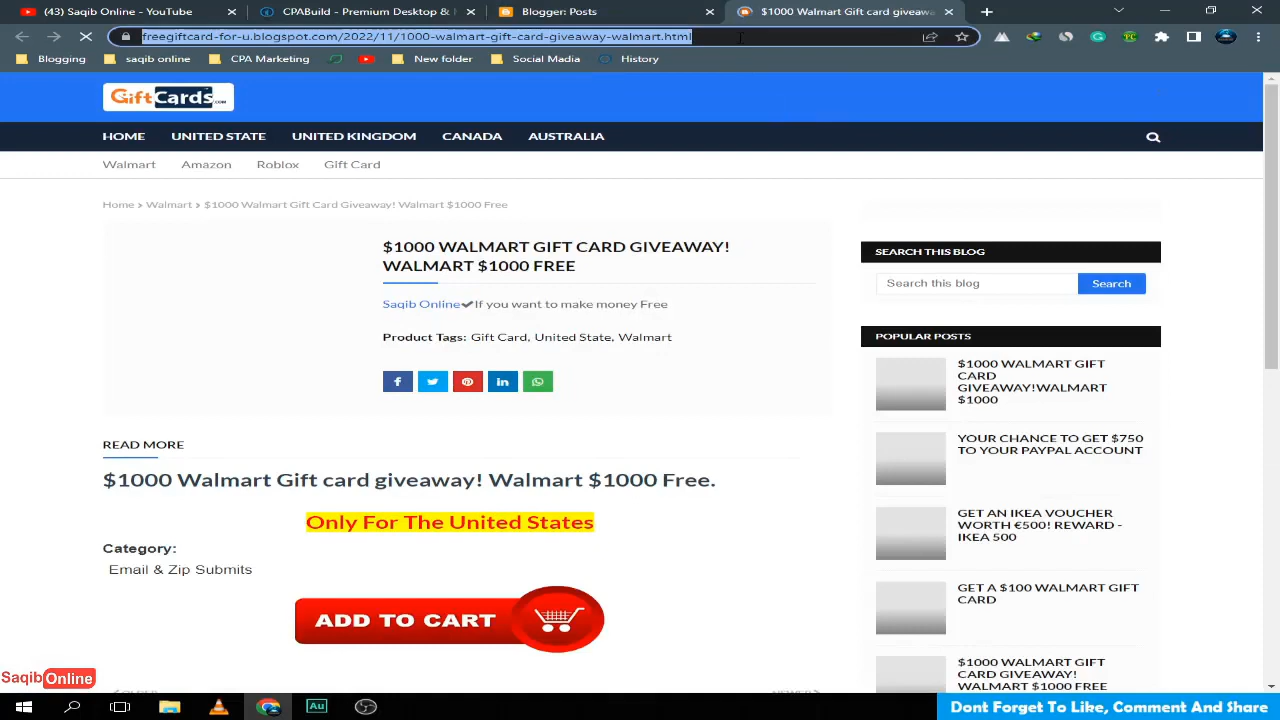 (43) Saqib Online - YouTube
CPABuild - Premium Dashboard &
Blogger: Posts
$1000 Walmart Gift card giveaw
freegiftcard-for-u.blogspot.com/2022/11/1000-walmart-gift-card-giveaway-walmart.html
Blogging
saqib online
CPA Marketing
New folder
Social Madia
History
GiftCards.com
HOME
UNITED STATE
UNITED KINGDOM
CANADA
AUSTRALIA
Walmart
Amazon
Roblox
Gift Card
Home > Walmart > $1000 Walmart Gift Card Giveaway! Walmart $1000 Free
$1000 WALMART GIFT CARD GIVEAWAY!
WALMART $1000 FREE
Saqib Online✔If you want to make money Free
Product Tags: Gift Card, United State, Walmart
READ MORE
$1000 Walmart Gift card giveaway! Walmart $1000 Free.
Only For The United States
Category:
Email & Zip Submits
ADD TO CART
SEARCH THIS BLOG
Search this blog
Search
POPULAR POSTS
$1000 WALMART GIFT
CARD
GIVEAWAY!WALMART
$1000
YOUR CHANCE TO GET $750
TO YOUR PAYPAL ACCOUNT
GET AN IKEA VOUCHER
WORTH €500! REWARD -
IKEA 500
GET A $100 WALMART GIFT
CARD
$1000 WALMART GIFT
CARD GIVEAWAY!
WALMART $1000 FREE
Saqib Online
Au
Dont Forget To Like, Comment And Share